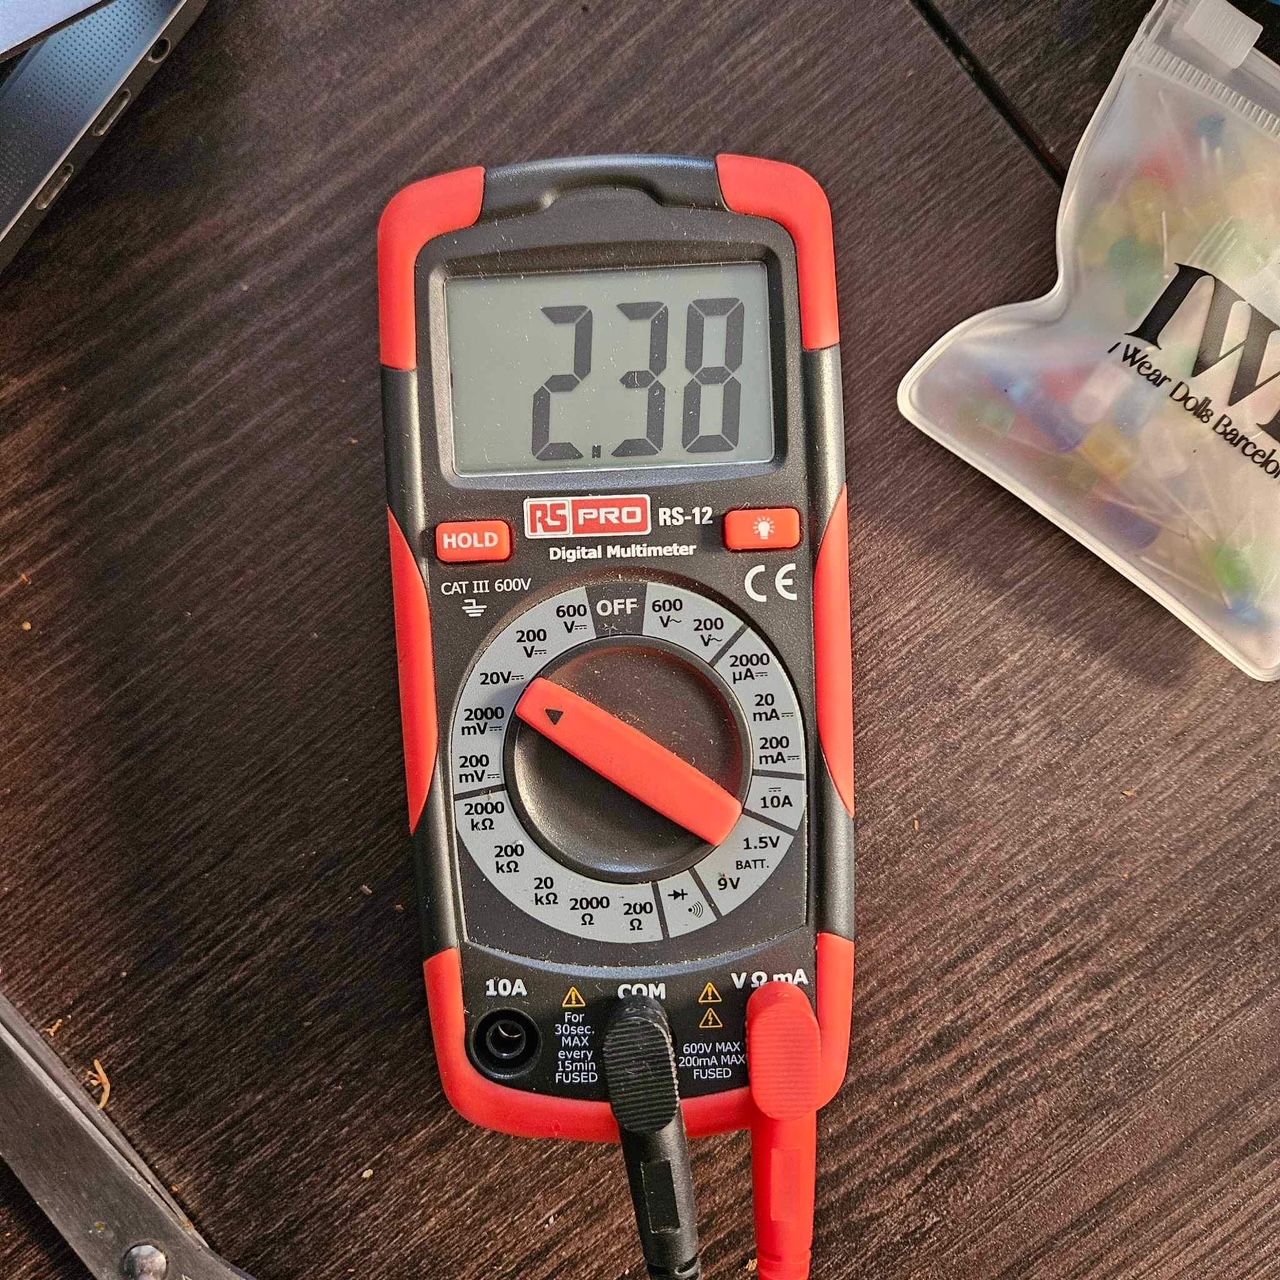 2.38
RS PRO RS-12
HOLD
Digital Multimeter
CAT III 600V
CE
OFF
600
V~
200
V~
2000
µA⎓
20
mA⎓
200
mA⎓
⎓
10A
1.5V
BATT.
9V
200
Ω
2000
Ω
20
kΩ
200
kΩ
2000
kΩ
200
mV⎓
2000
mV⎓
20V⎓
200
V⎓
600
V⎓
10A
For
30sec.
MAX
every
15min
FUSED
COM
600V MAX
200mA MAX
FUSED
V Ω mA
I Wear Dolls